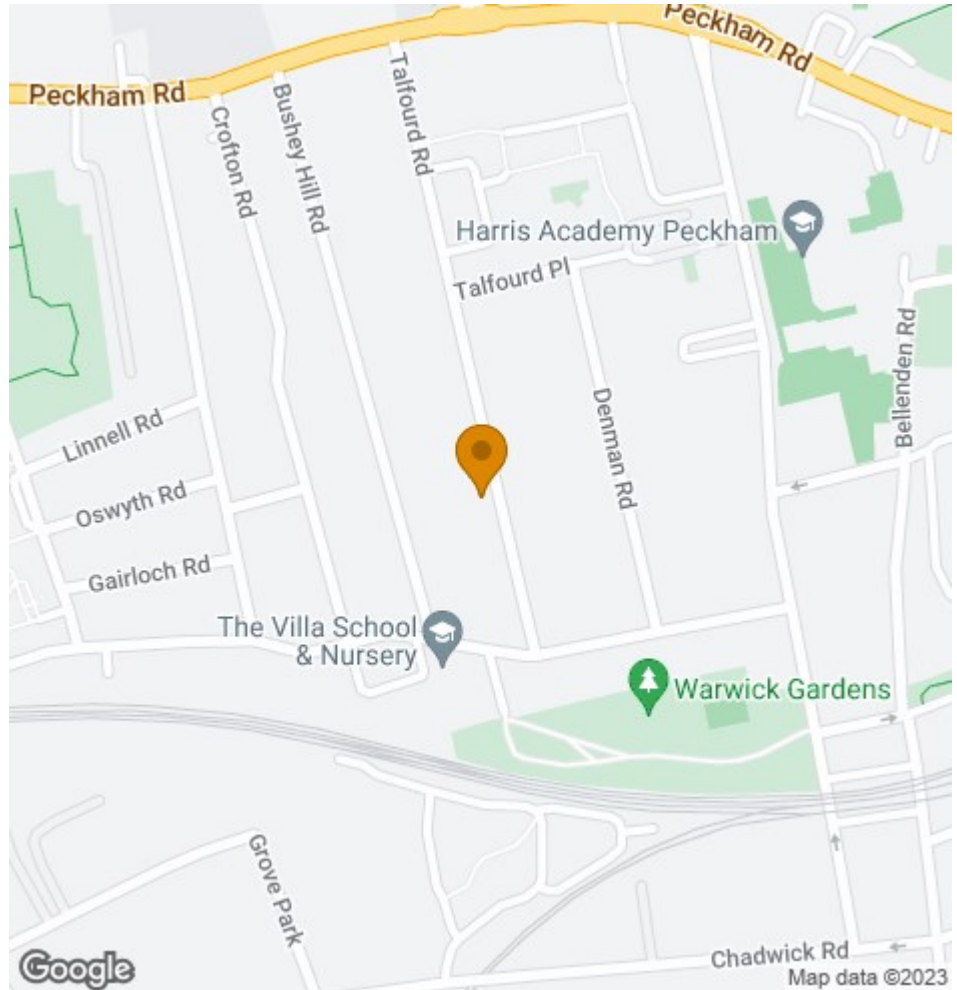 Peckham Rd
Peckham Rd
Talfourd Rd
Bushey Hill Rd
Crofton Rd
Harris Academy Peckham
Talfourd Pl
Bellenden Rd
Denman Rd
Linnell Rd
Oswyth Rd
Gairloch Rd
The Villa School
& Nursery
Warwick Gardens
Grove Park
Chadwick Rd
Google
Map data ©2023